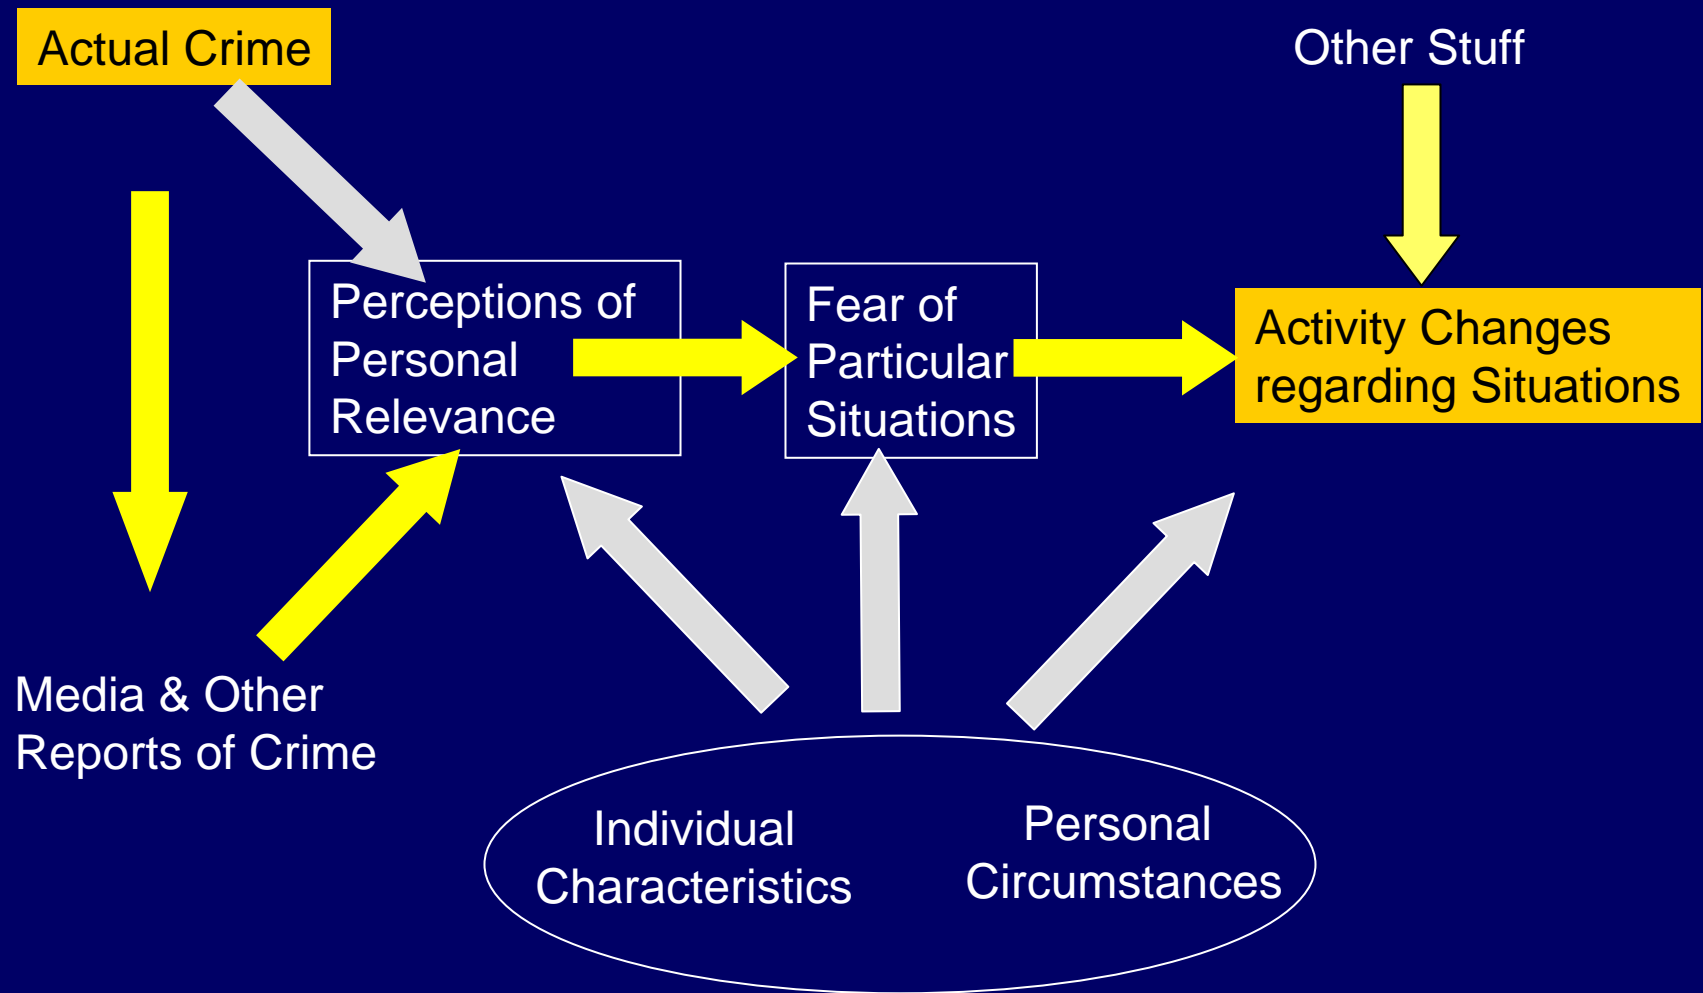 Actual Crime
Other Stuff
Perceptions of
Personal
Relevance
Fear of
Particular
Situations
Activity Changes
regarding Situations
Media & Other
Reports of Crime
Individual
Characteristics
Personal
Circumstances